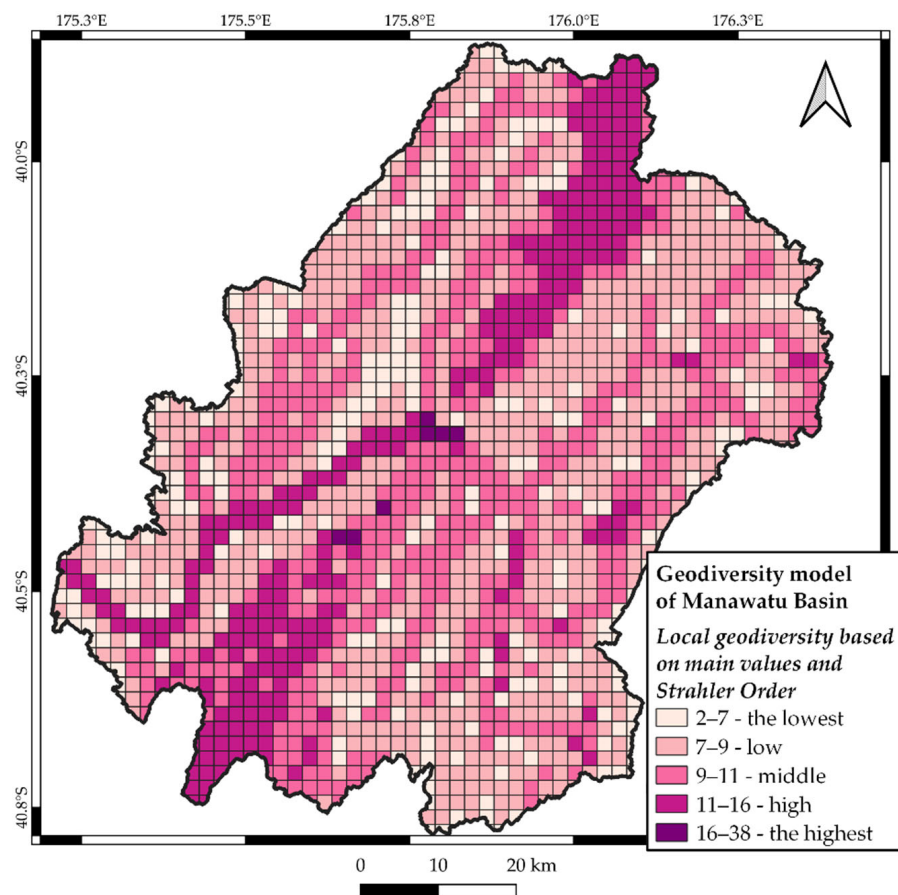 175.3°E 175.5°E 175.8°E 176.0°E 176.3°E
40.0°S
40.3°S
40.5°S
40.8°S
Geodiversity model
of Manawatu Basin
Local geodiversity based
on main values and
Strahler Order
2–7 - the lowest
7–9 - low
9–11 - middle
11–16 - high
16–38 - the highest
0 10 20 km